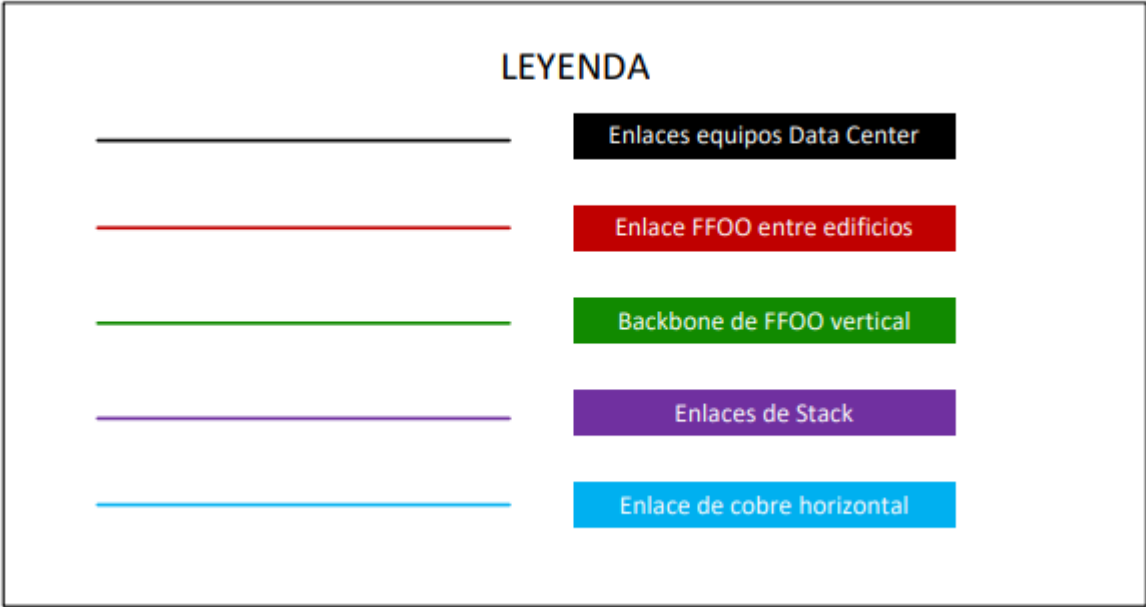 LEYENDA
Enlaces equipos Data Center
Enlace FFOO entre edificios
Backbone de FFOO vertical
Enlaces de Stack
Enlace de cobre horizontal